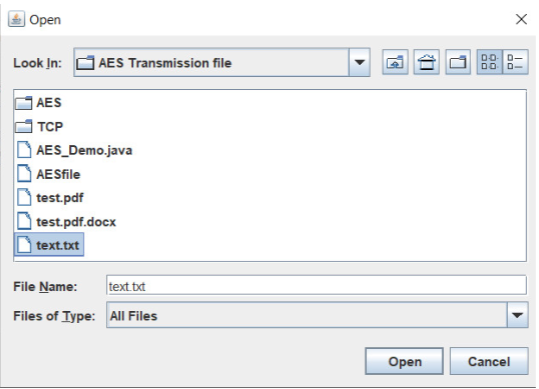 Open
Look In: AES Transmission file
AES
TCP
AES_Demo.java
AESfile
test.pdf
test.pdf.docx
text.txt
File Name: text.txt
Files of Type: All Files
Open Cancel